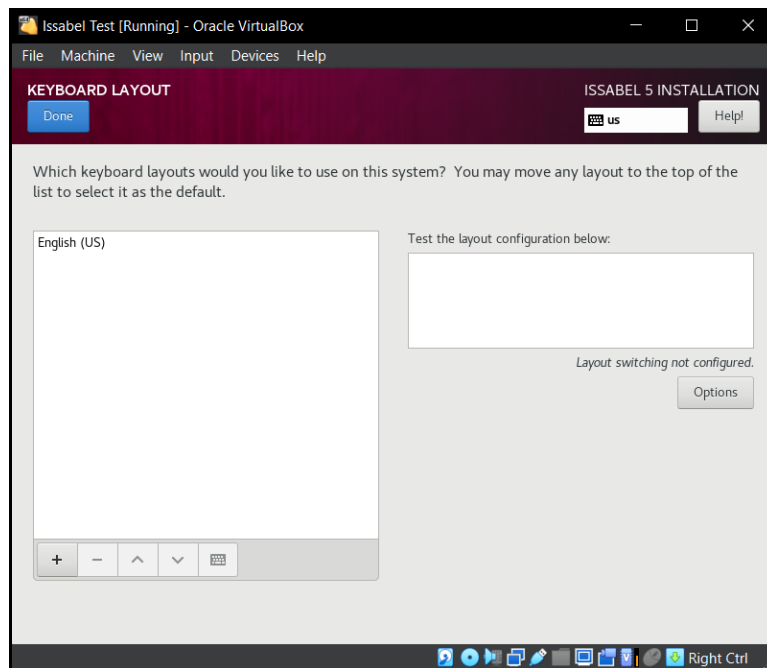 Issabel Test [Running] - Oracle VirtualBox
File Machine View Input Devices Help
KEYBOARD LAYOUT
Done
ISSABEL 5 INSTALLATION
us
Help!
Which keyboard layouts would you like to use on this system? You may move any layout to the top of the
list to select it as the default.
English (US)
Test the layout configuration below:
Layout switching not configured.
Options
Right Ctrl